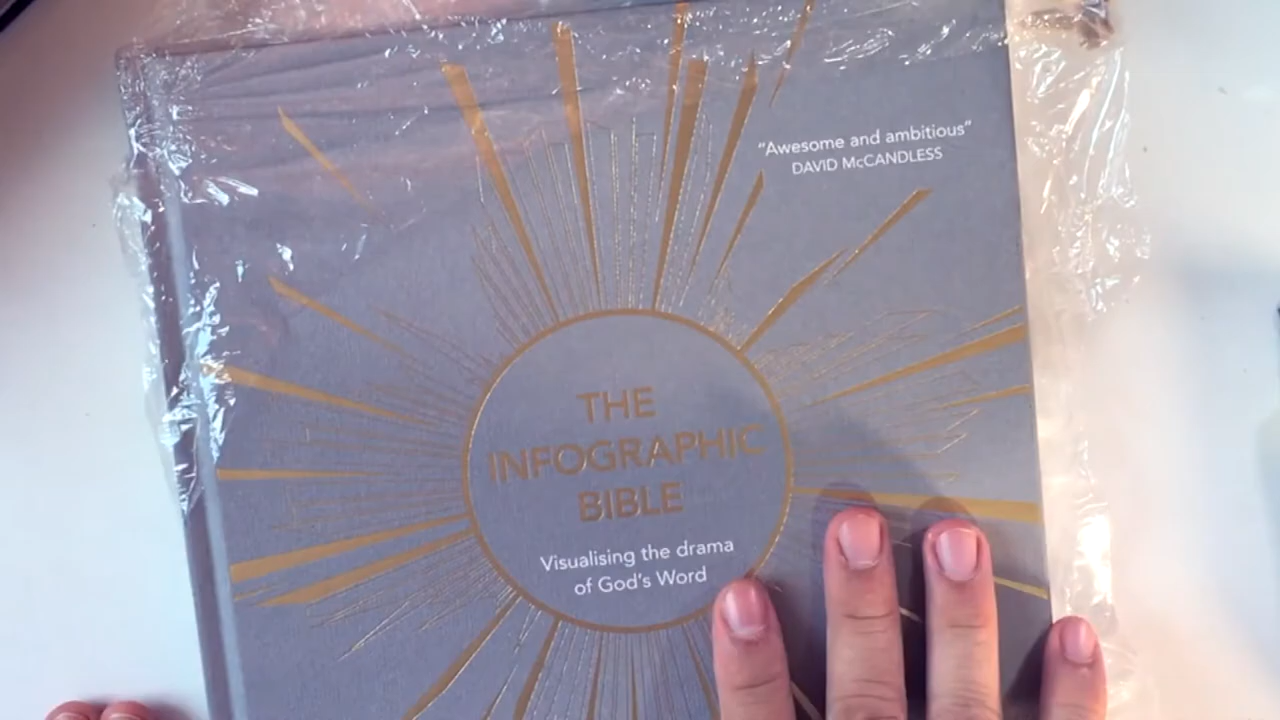 “Awesome and ambitious”
DAVID McCANDLESS
THE
INFOGRAPHIC
BIBLE
Visualising the drama
of God’s Word